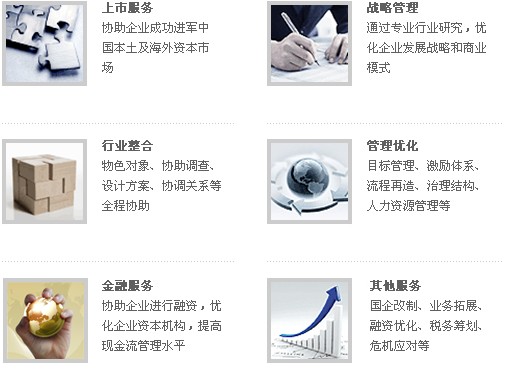 上市服务
协助企业成功进军中
国本土及海外资本市
场
战略管理
通过专业行业研究，优
化企业发展战略和商业
模式
行业整合
物色对象、协助调查、
设计方案、协调关系等
全程协助
管理优化
目标管理、激励体系、
流程再造、治理结构、
人力资源管理等
金融服务
协助企业进行融资，优
化企业资本机构，提高
现金流管理水平
其他服务
国企改制、业务拓展、
融资优化、税务筹划、
危机应对等